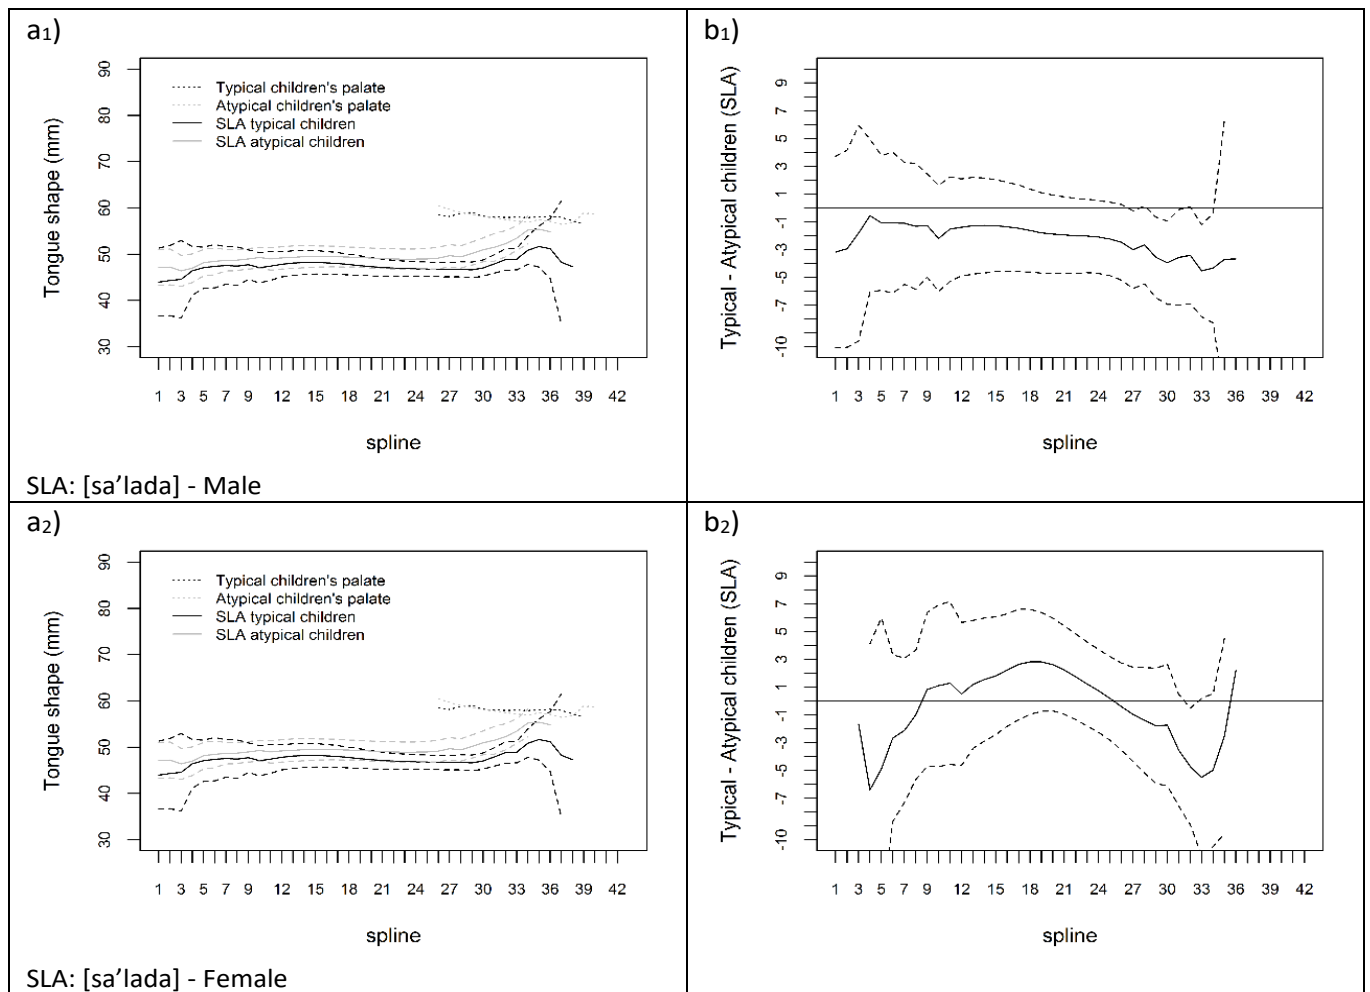 a1)
90
80
70
60
50
40
30
Tongue shape (mm)
Typical children's palate
Atypical children's palate
SLA typical children
SLA atypical children
1 3 5 7 9 12 15 18 21 24 27 30 33 36 39 42
spline
SLA: [sa’lada] - Male
b1)
9
7
5
3
1
-1
-3
-5
-7
-10
Typical - Atypical children (SLA)
1 3 5 7 9 12 15 18 21 24 27 30 33 36 39 42
spline
a2)
90
80
70
60
50
40
30
Tongue shape (mm)
Typical children's palate
Atypical children's palate
SLA typical children
SLA atypical children
1 3 5 7 9 12 15 18 21 24 27 30 33 36 39 42
spline
SLA: [sa’lada] - Female
b2)
9
7
5
3
1
-1
-3
-5
-7
-10
Typical - Atypical children (SLA)
1 3 5 7 9 12 15 18 21 24 27 30 33 36 39 42
spline